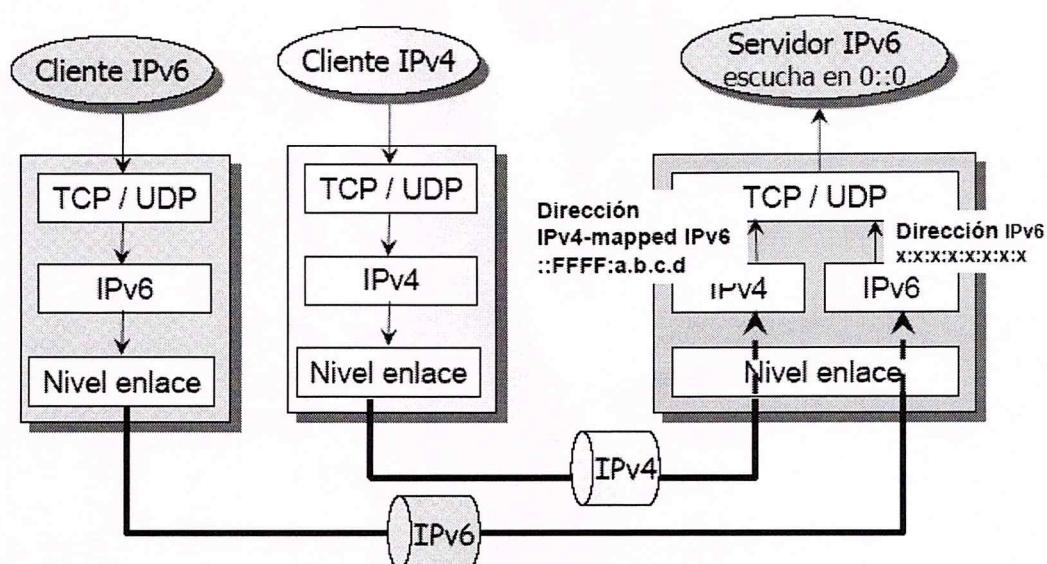 Cliente IPv6
TCP / UDP
IPv6
Nivel enlace
Cliente IPv4
TCP / UDP
IPv4
Nivel enlace
Servidor IPv6
escucha en 0::0
TCP / UDP
Dirección
IPv4-mapped IPv6
::FFFF:a.b.c.d
Dirección IPv6
x:x:x:x:x:x:x:x
IPv4
IPv6
Nivel enlace
IPv4
IPv6